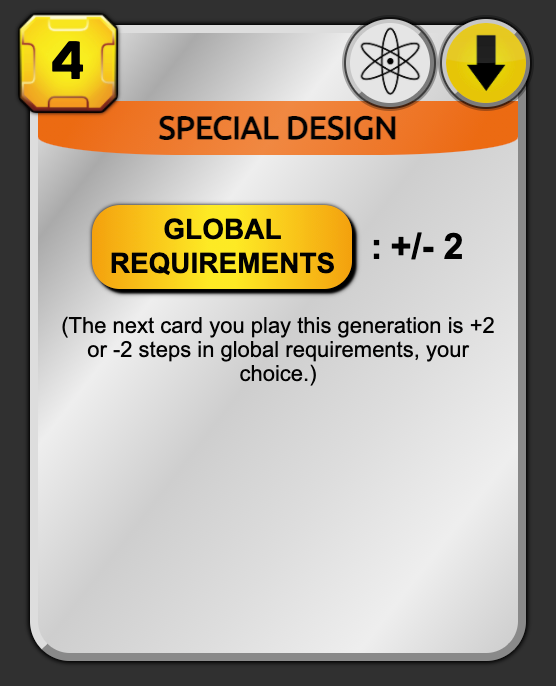 4
SPECIAL DESIGN
GLOBAL
REQUIREMENTS : +/- 2
(The next card you play this generation is +2
or -2 steps in global requirements, your
choice.)